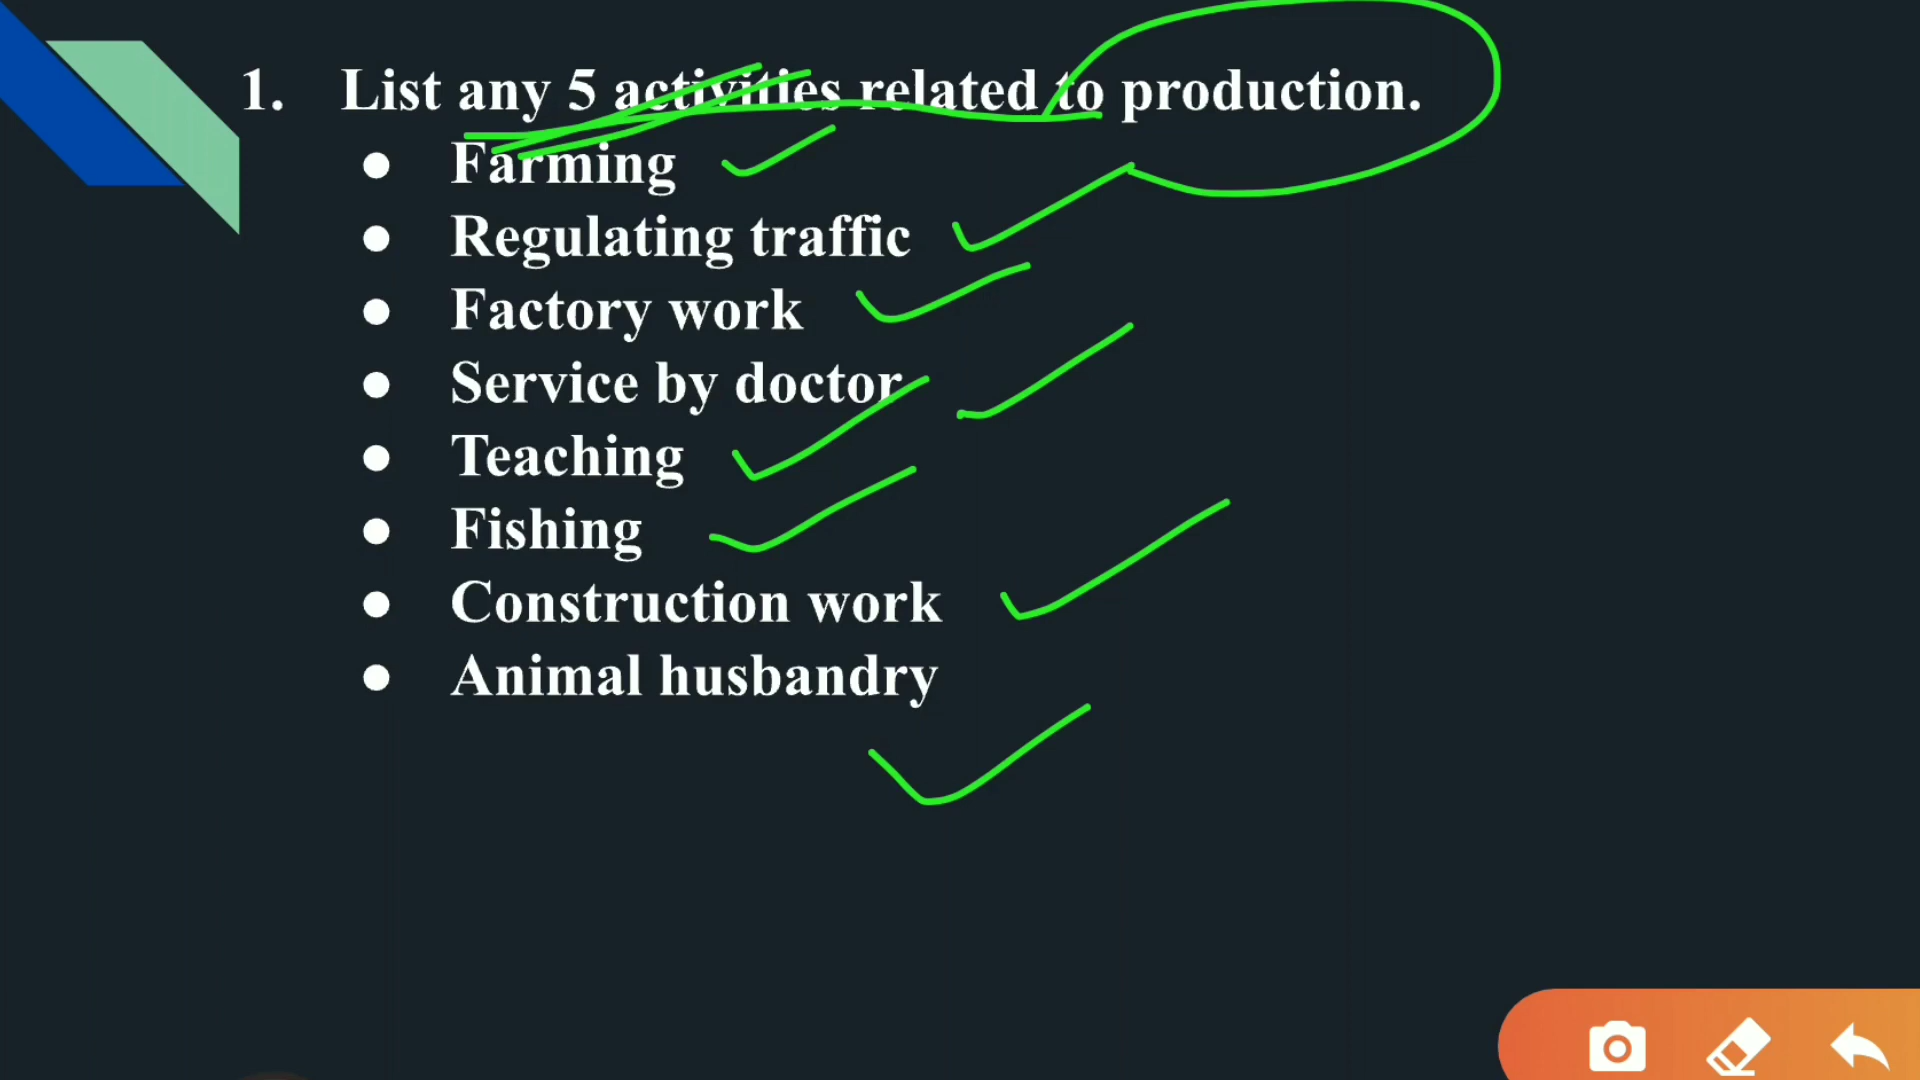 1. List any 5 activities related to production.
● Farming
● Regulating traffic
● Factory work
● Service by doctor
● Teaching
● Fishing
● Construction work
● Animal husbandry